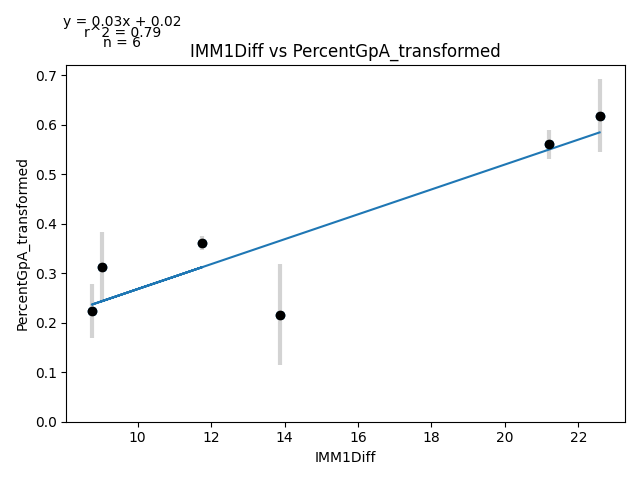 y = 0.03x + 0.02
r^2 = 0.79
n = 6
IMM1Diff vs PercentGpA_transformed
0.7
0.6
0.5
0.4
0.3
0.2
0.1
0.0
PercentGpA_transformed
10 12 14 16 18 20 22
IMM1Diff